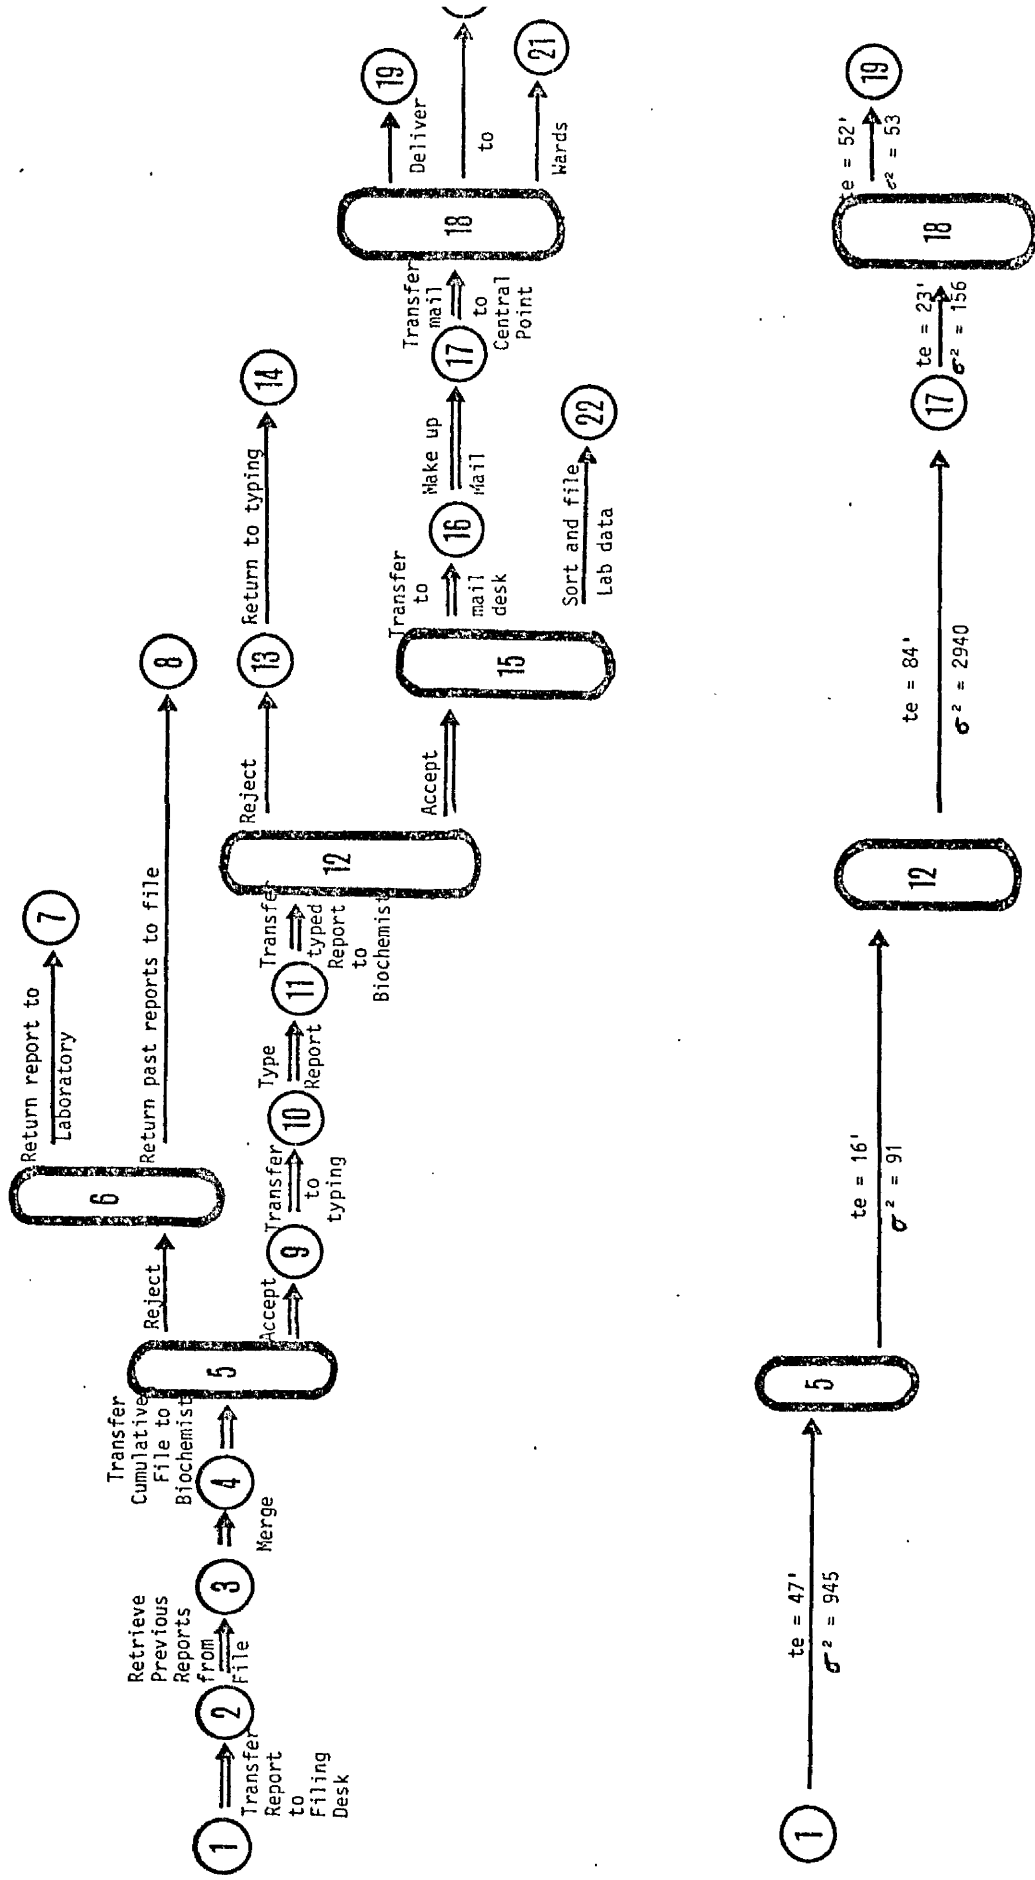 1
Transfer
Report
to
Filing
Desk
2
Retrieve
Previous
Reports
from
File
3
Merge
4
Transfer
Cumulative
File to
Biochemist
5
Reject
6
Return report to
Laboratory
7
Return past reports to file
8
Accept
9
Transfer
to
typing
10
Type
Report
11
Transfer
typed
Report
to
Biochemist
12
Reject
13
Return to typing
14
Accept
15
Transfer
to
mail
desk
16
Make up
Mail
17
Transfer
mail
to
Central
Point
18
Deliver
to
Wards
19
21
Sort and file
Lab data
22
1
te = 47'
σ² = 945
5
te = 16'
σ² = 91
12
te = 84'
σ² = 2940
17
te = 23'
σ² = 156
18
te = 52'
σ² = 53
19